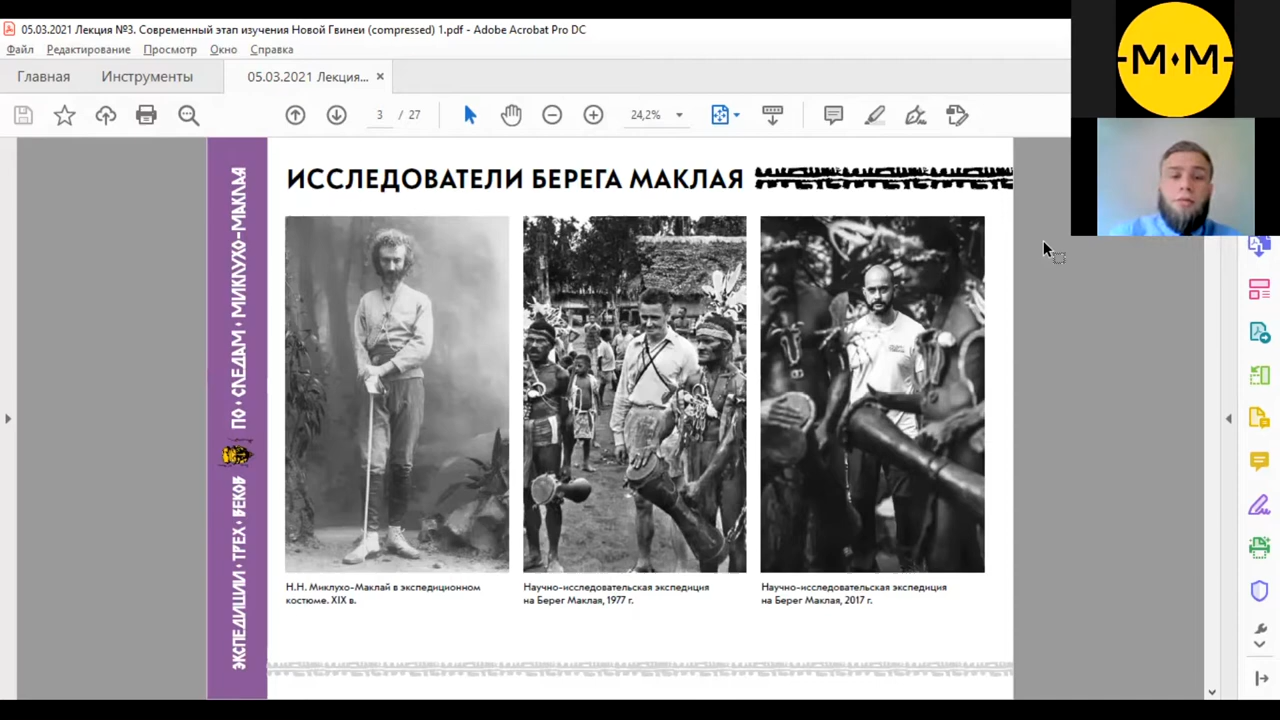 05.03.2021 Лекция №3. Современный этап изучения Новой Гвинеи (compressed) 1.pdf - Adobe Acrobat Pro DC
Файл Редактирование Просмотр Окно Справка
Главная Инструменты 05.03.2021 Лекция... ×
3 / 27 24,2%
-M·M-
ИССЛЕДОВАТЕЛИ БЕРЕГА МАКЛАЯ
ЭКСПЕДИЦИИ • ТРЕХ • ВЕКОВ ПО • СЛЕДАМ • МИКЛУХО-МАКЛАЯ
Н.Н. Миклухо-Маклай в экспедиционном
костюме. XIX в.
Научно-исследовательская экспедиция
на Берег Маклая, 1977 г.
Научно-исследовательская экспедиция
на Берег Маклая, 2017 г.